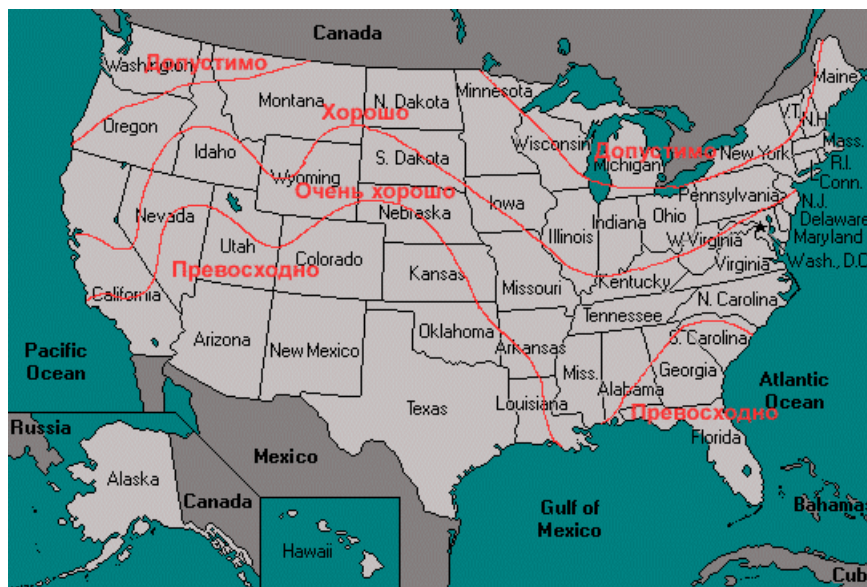 Canada
Washington
Допустимо
Montana
N. Dakota
Minnesota
Maine
V.T.
N.H.
Oregon
Хорошо
Idaho
Wyoming
S. Dakota
Wisconsin
Michigan
Допустимо
New York
Mass.
R.I.
Conn.
Очень хорошо
Nebraska
Iowa
Pennsylvania
N.J.
Nevada
Utah
Colorado
Illinois
Indiana
Ohio
Delaware
W-Virginia
Maryland
Превосходно
Kansas
Missouri
Kentucky
Virginia
Wash., D.C
California
N. Carolina
Tennessee
Arizona
New Mexico
Oklahoma
Arkansas
S. Carolina
Pacific
Ocean
Texas
Louisiana
Miss.
Alabama
Georgia
Atlantic
Ocean
Превосходно
Florida
Russia
Mexico
Alaska
Canada
Gulf of
Mexico
Bahamas
Hawaii
Cub